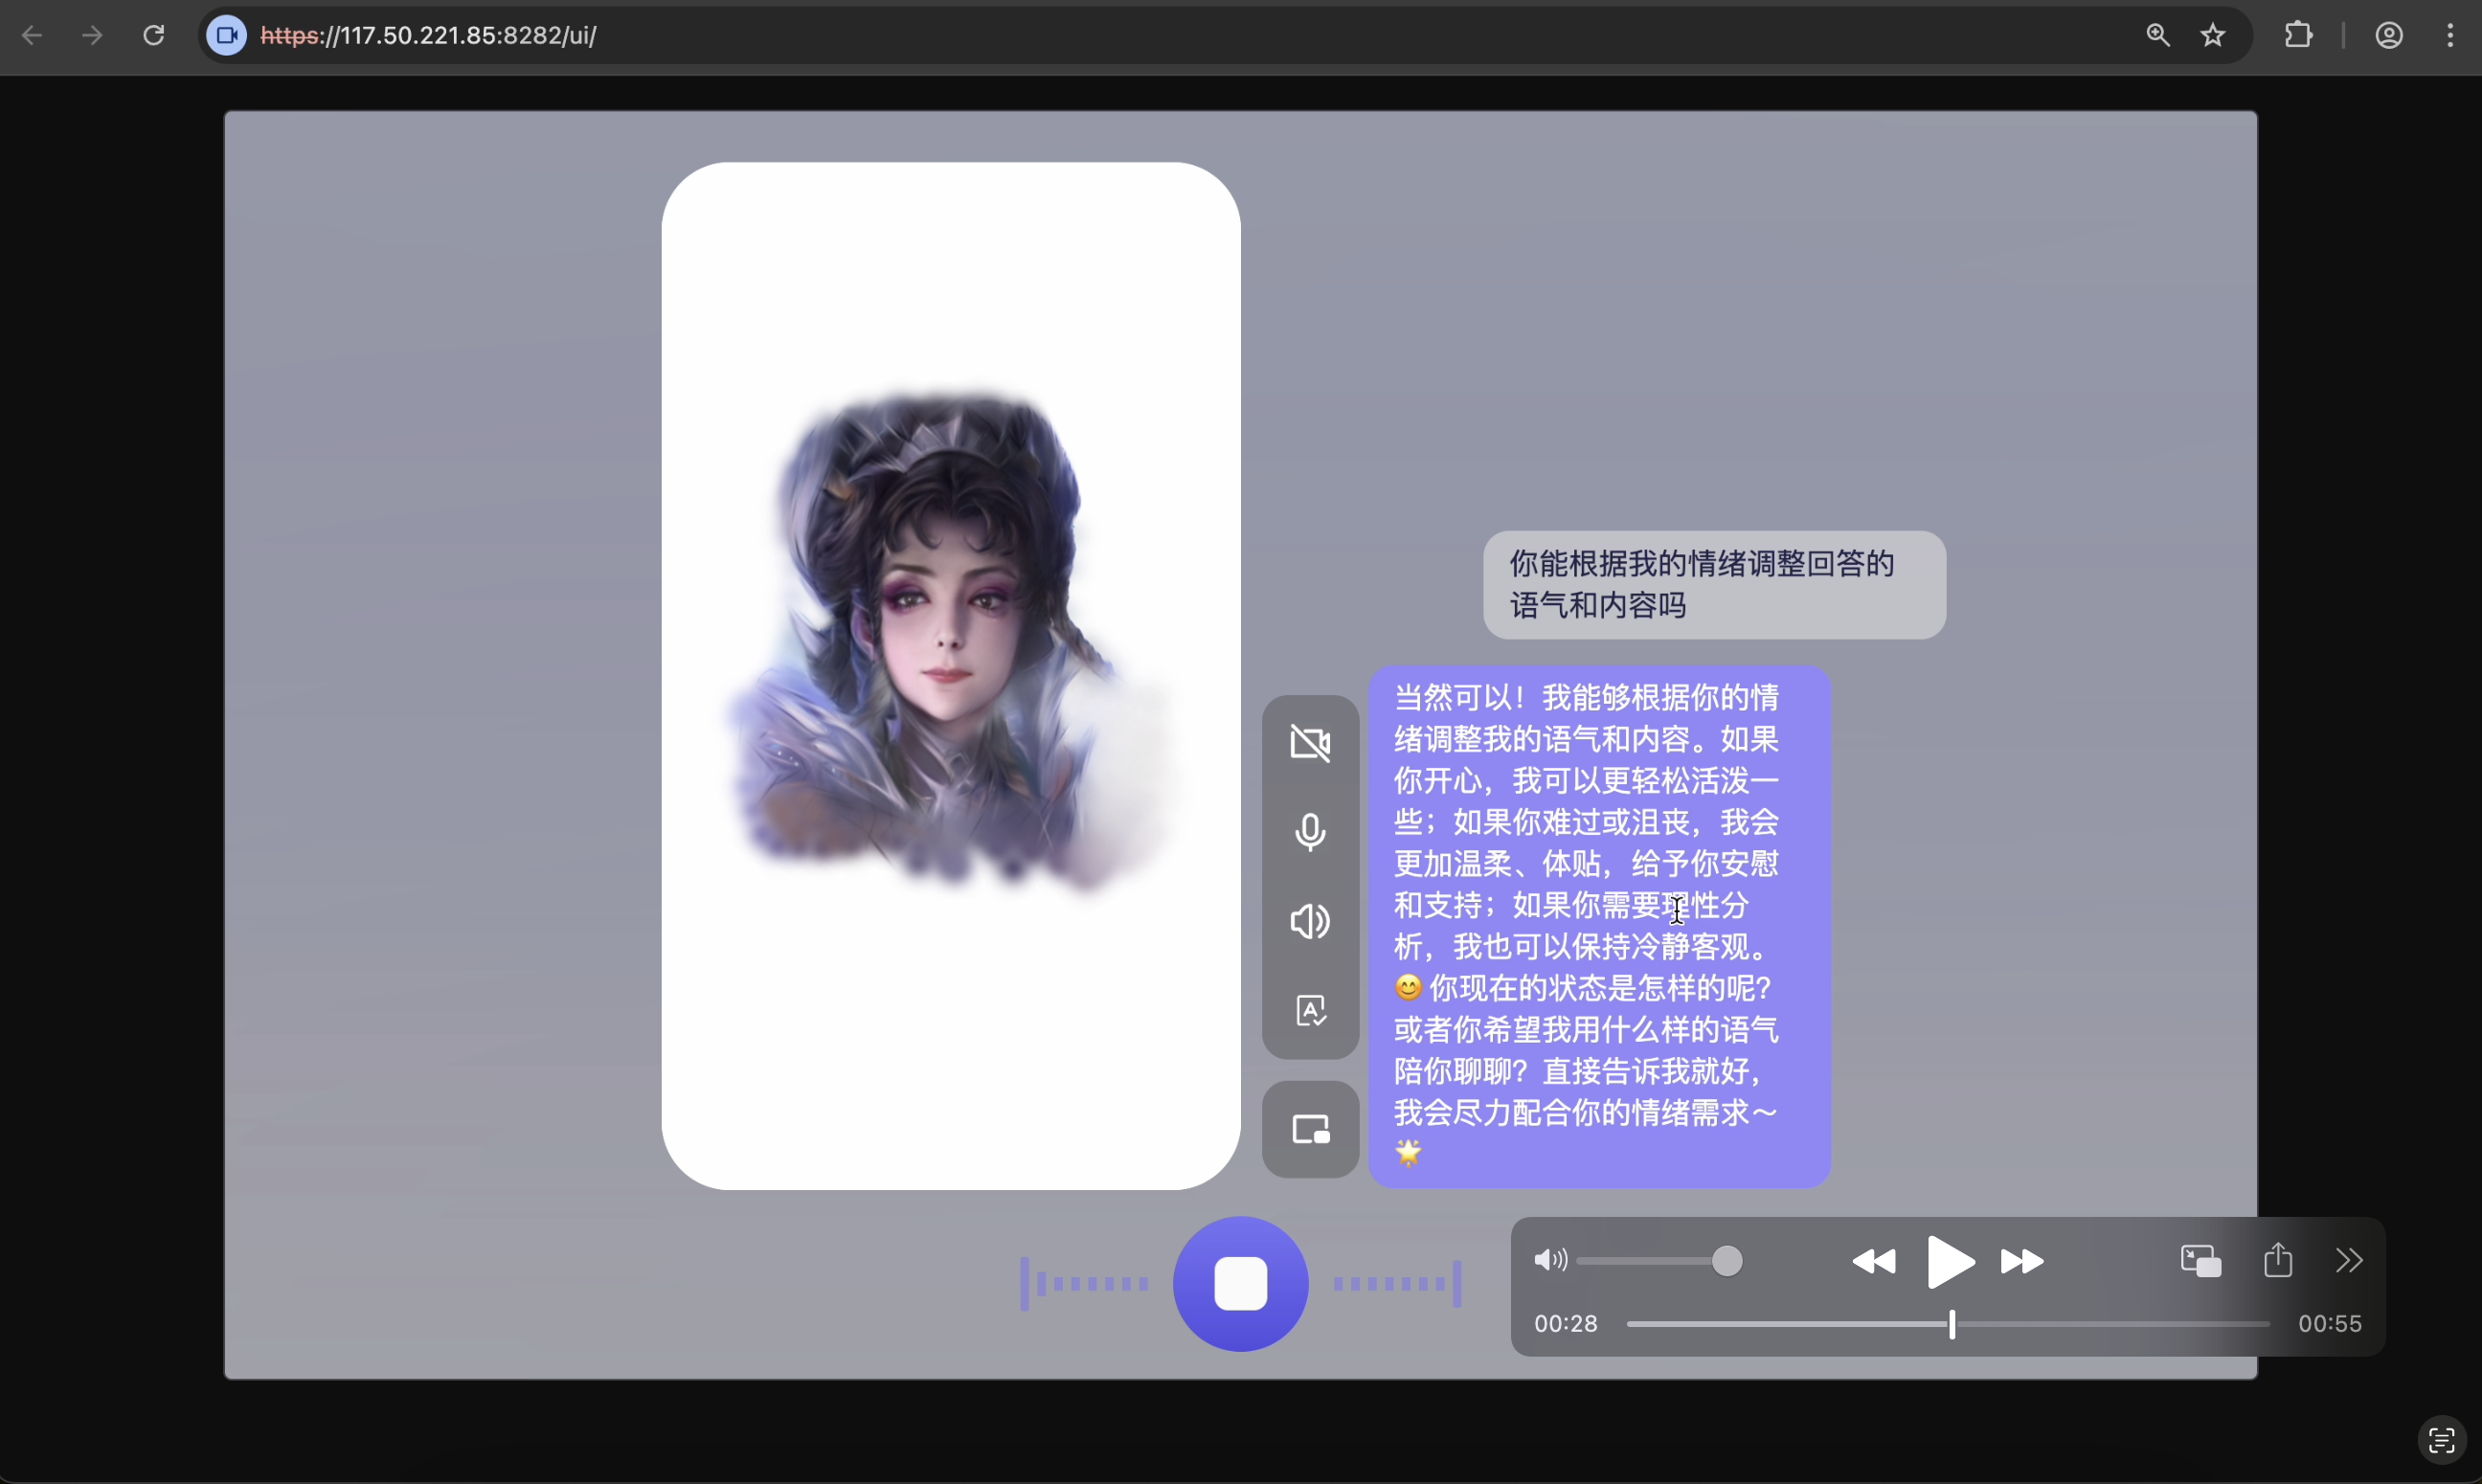 https://117.50.221.85:8282/ui/
你能根据我的情绪调整回答的
语气和内容吗
当然可以！我能够根据你的情
绪调整我的语气和内容。如果
你开心，我可以更轻松活泼一
些；如果你难过或沮丧，我会
更加温柔、体贴，给予你安慰
和支持；如果你需要理性分
析，我也可以保持冷静客观。
😊 你现在的状态是怎样的呢？
或者你希望我用什么样的语气
陪你聊聊？直接告诉我就好，
我会尽力配合你的情绪需求～
🌟
00:28
00:55